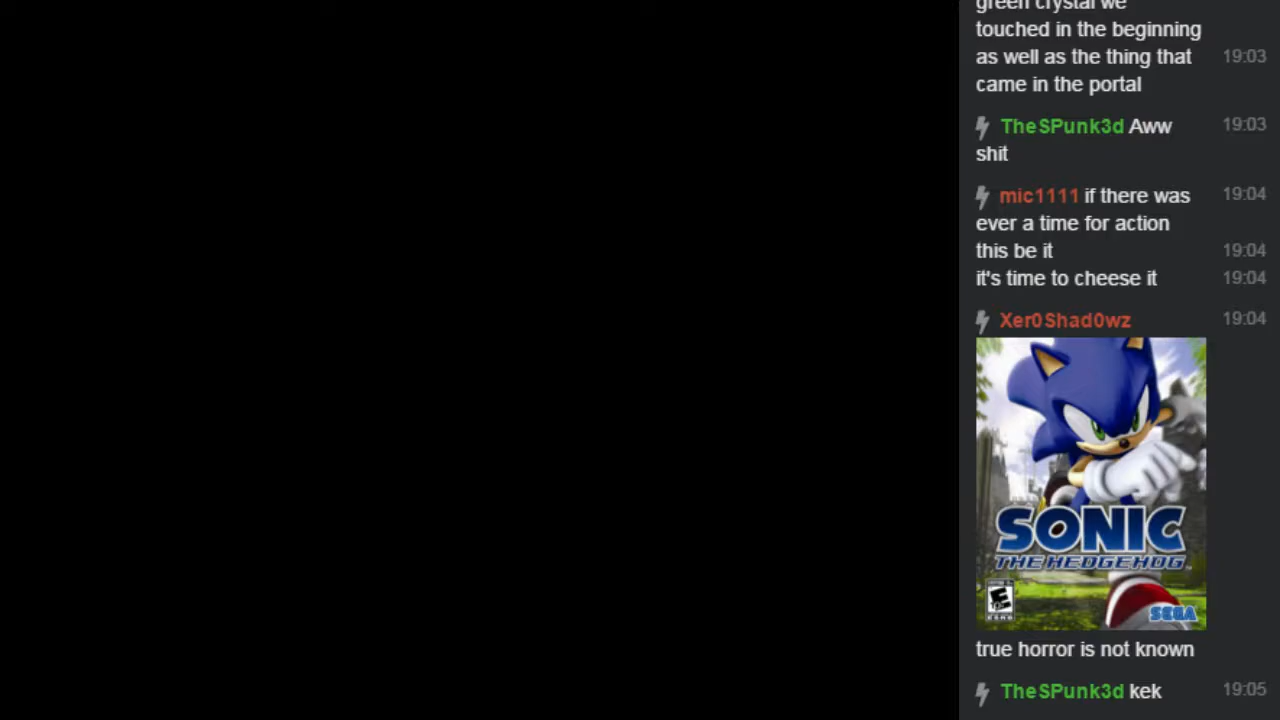 green crystal we
touched in the beginning
as well as the thing that 19:03
came in the portal
TheSPunk3d Aww 19:03
shit
mic1111 if there was 19:04
ever a time for action
this be it 19:04
it's time to cheese it 19:04
Xer0Shad0wz 19:04
SONIC
THE HEDGEHOG
E
SEGA
true horror is not known
TheSPunk3d kek 19:05